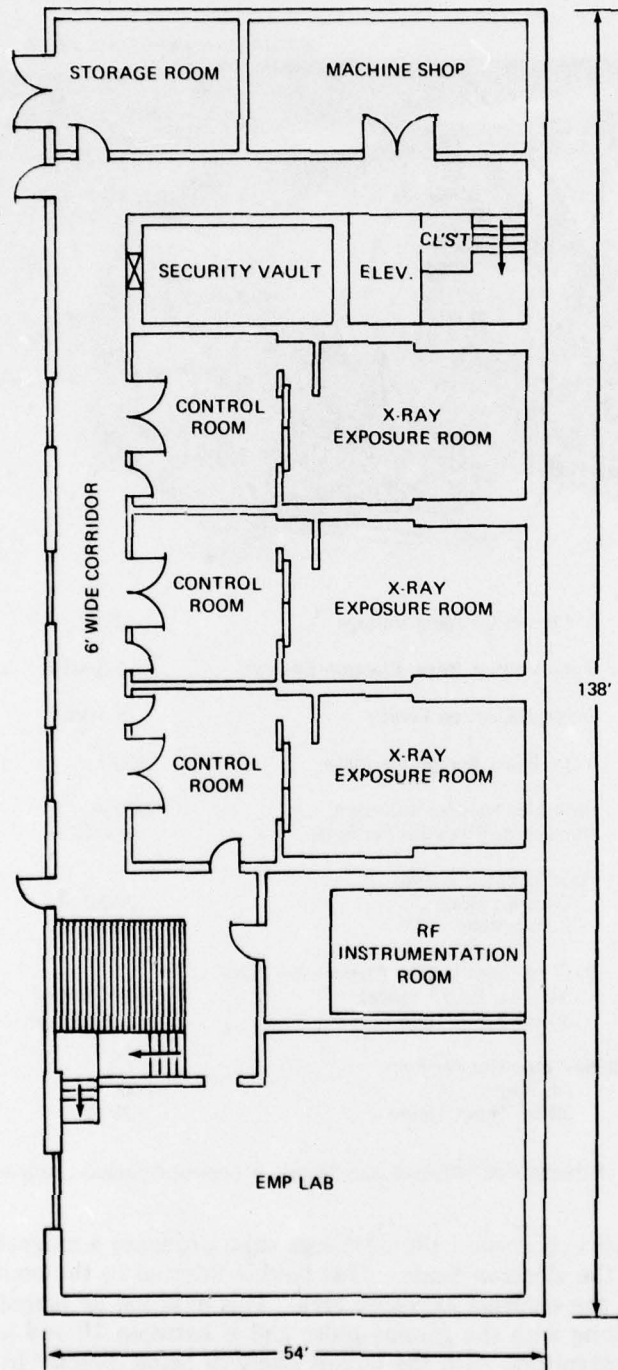 STORAGE ROOM
MACHINE SHOP
CL'S'T
SECURITY VAULT
ELEV.
CONTROL
ROOM
X-RAY
EXPOSURE ROOM
6' WIDE CORRIDOR
CONTROL
ROOM
X-RAY
EXPOSURE ROOM
138'
CONTROL
ROOM
X-RAY
EXPOSURE ROOM
RF
INSTRUMENTATION
ROOM
EMP LAB
54'